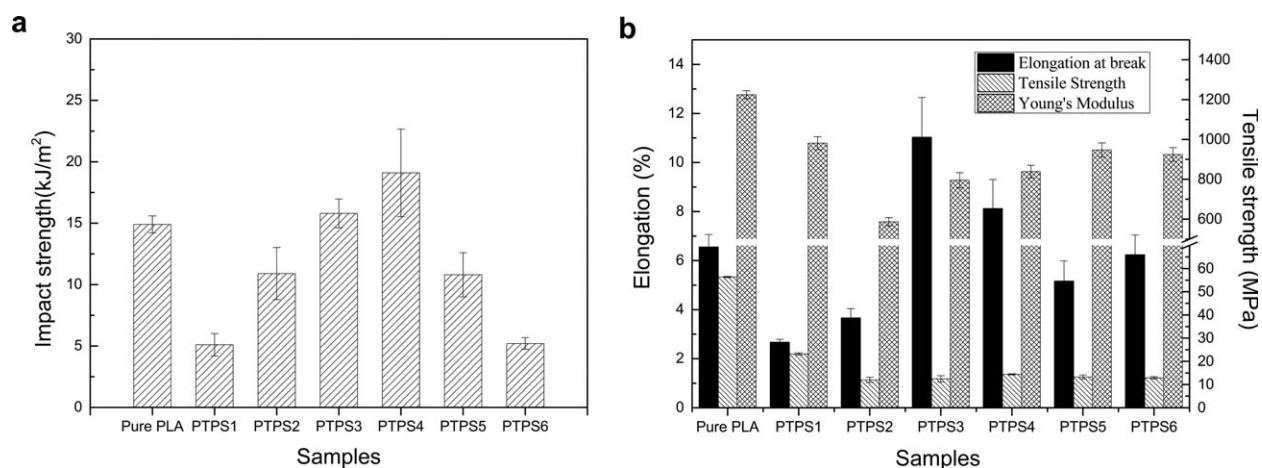 a
30
25
20
15
10
5
0
Impact strength(kJ/m²)
Pure PLA PTPS1 PTPS2 PTPS3 PTPS4 PTPS5 PTPS6
Samples
b
14
12
10
8
6
4
2
0
Elongation (%)
Elongation at break
Tensile Strength
Young's Modulus
1400
1200
1000
800
600
60
50
40
30
20
10
0
Tensile strength (MPa)
Pure PLA PTPS1 PTPS2 PTPS3 PTPS4 PTPS5 PTPS6
Samples